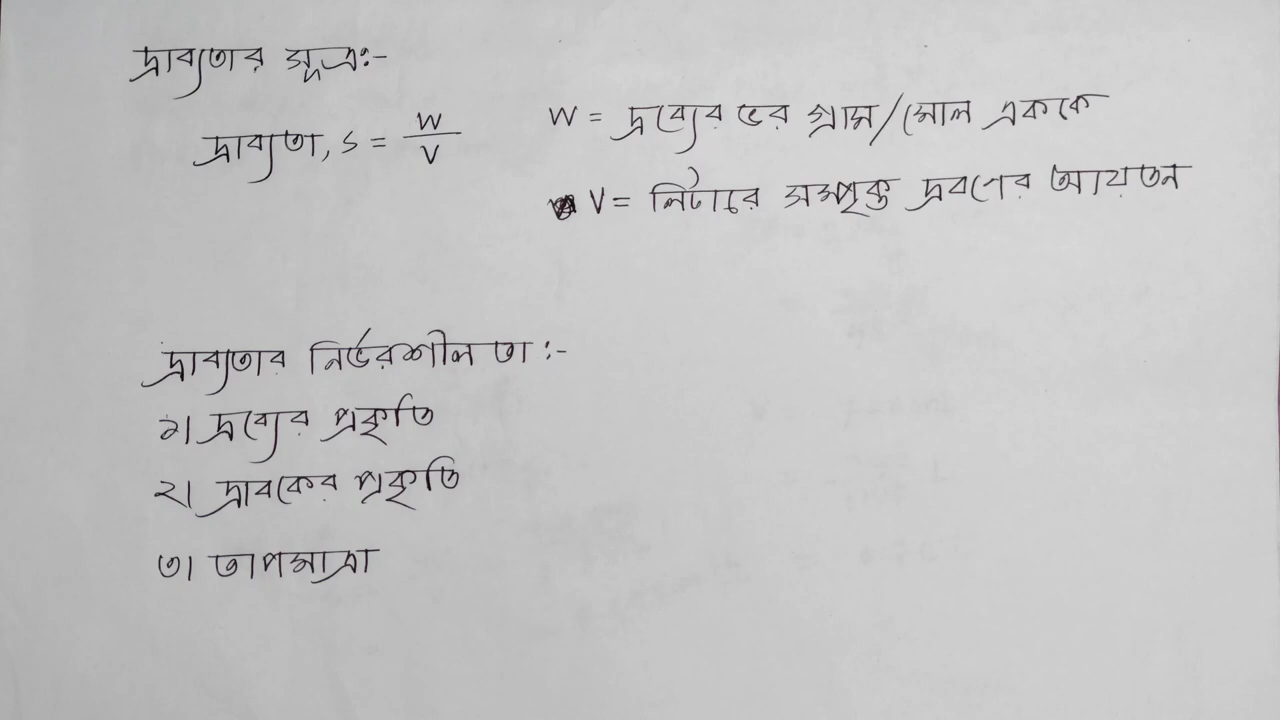 দ্রাব্যতার সূত্রঃ-
দ্রাব্যতা, S = W/V
W = দ্রব্যের ভর গ্রাম/মোল এককে
V = লিটারে সম্পৃক্ত দ্রবণের আয়তন
দ্রাব্যতার নির্ভরশীলতা :-
১। দ্রব্যের প্রকৃতি
২। দ্রাবকের প্রকৃতি
৩। তাপমাত্রা